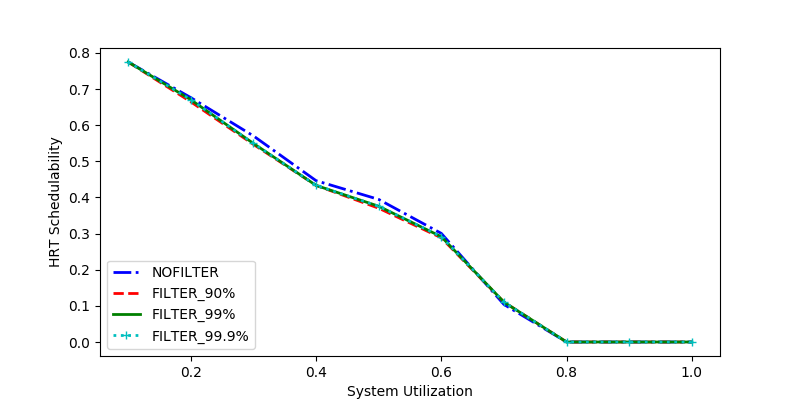 0.8
0.7
0.6
0.5
0.4
0.3
0.2
0.1
0.0
HRT Schedulability
NOFILTER
FILTER_90%
FILTER_99%
FILTER_99.9%
0.2 0.4 0.6 0.8 1.0
System Utilization